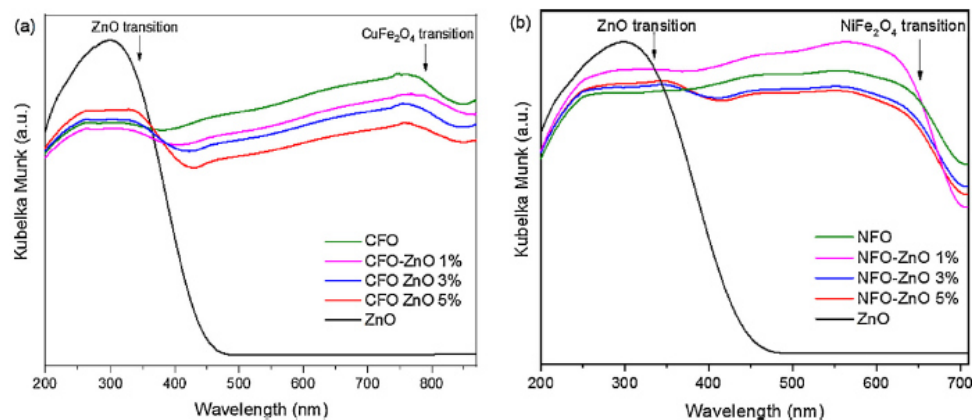 (a)
ZnO transition
CuFe₂O₄ transition
Kubelka Munk (a.u.)
CFO
CFO-ZnO 1%
CFO ZnO 3%
CFO ZnO 5%
ZnO
200 300 400 500 600 700 800
Wavelength (nm)
(b)
ZnO transition
NiFe₂O₄ transition
Kubelka Munk (a.u.)
NFO
NFO-ZnO 1%
NFO-ZnO 3%
NFO-ZnO 5%
ZnO
200 300 400 500 600 700
Wavelength (nm)